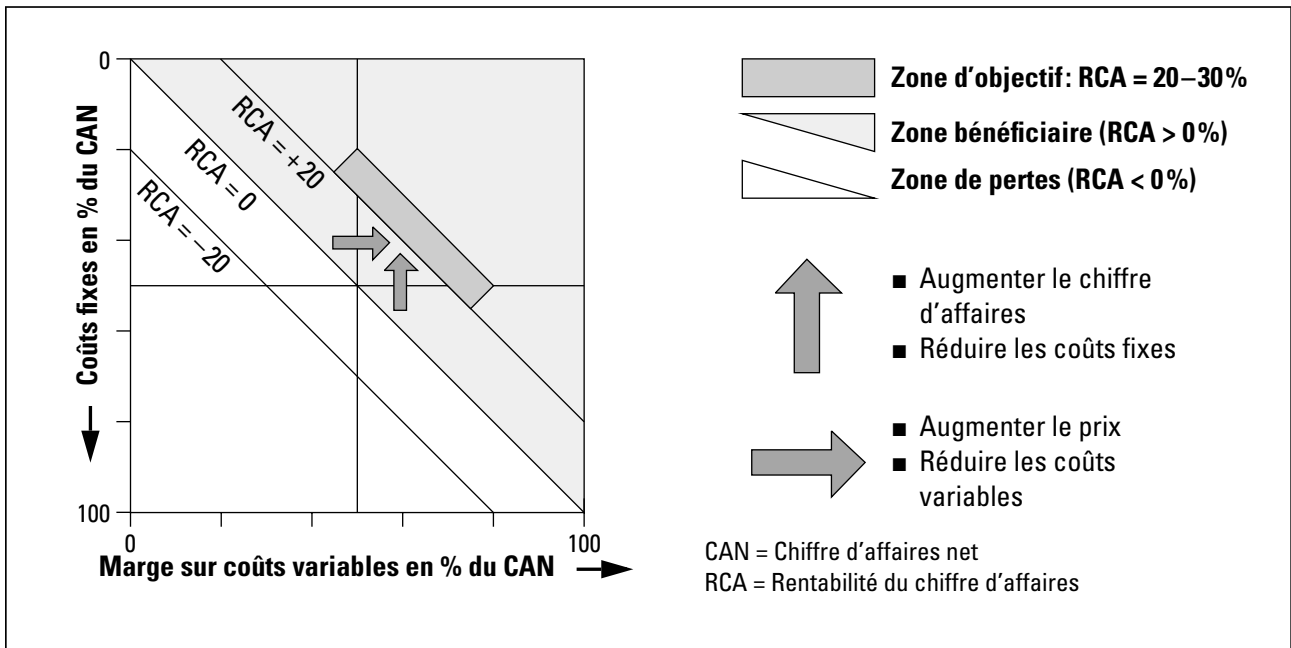 0
100
Coûts fixes en % du CAN
RCA = +20
RCA = 0
RCA = –20
0
100
Marge sur coûts variables en % du CAN
Zone d'objectif: RCA = 20–30%
Zone bénéficiaire (RCA > 0%)
Zone de pertes (RCA < 0%)
■ Augmenter le chiffre
d'affaires
■ Réduire les coûts fixes
■ Augmenter le prix
■ Réduire les coûts
variables
CAN = Chiffre d'affaires net
RCA = Rentabilité du chiffre d'affaires